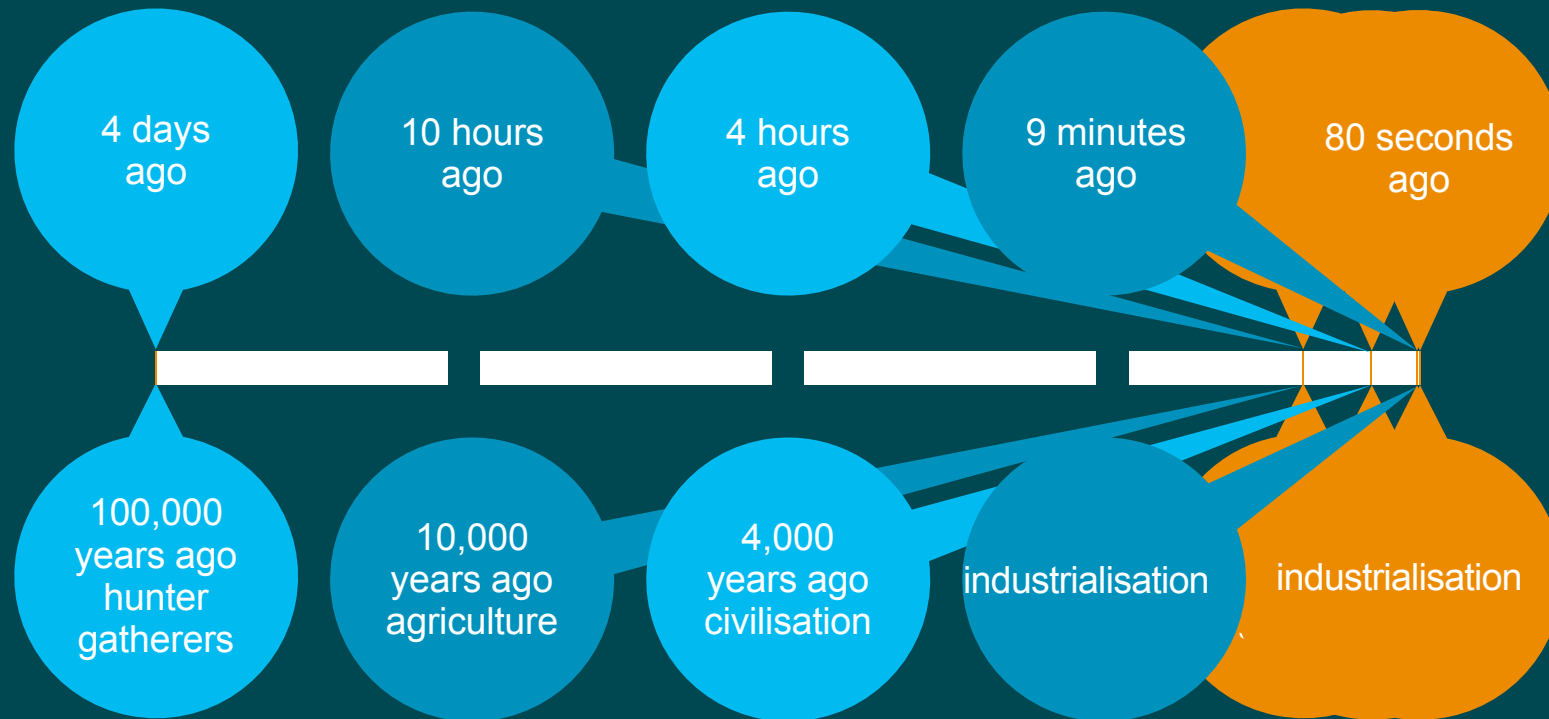 4 days
ago
10 hours
ago
4 hours
ago
9 minutes
ago
80 seconds
ago
100,000
years ago
hunter
gatherers
10,000
years ago
agriculture
4,000
years ago
civilisation
industrialisation
industrialisation